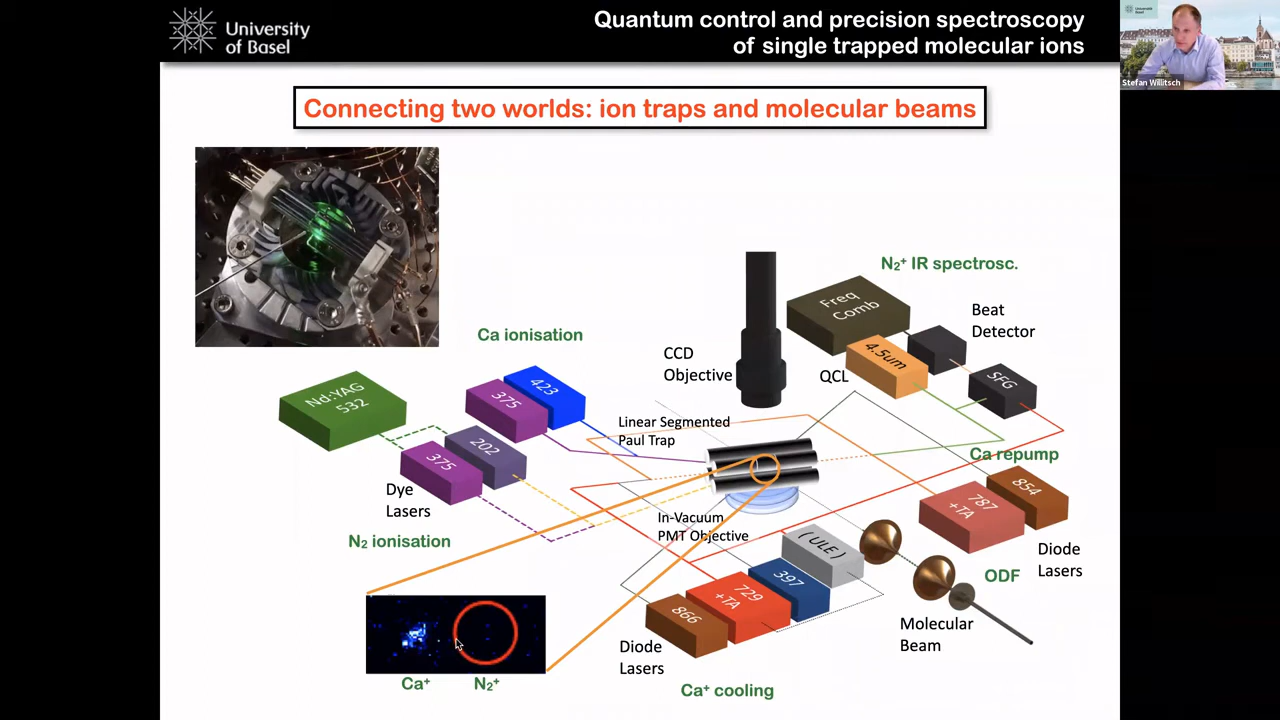 University
of Basel
Quantum control and precision spectroscopy
of single trapped molecular ions
Stefan Willitsch
Connecting two worlds: ion traps and molecular beams
N₂⁺ IR spectrosc.
Freq
Comb
Beat
Detector
Ca ionisation
CCD
Objective
QCL
4.5um
SFG
Nd:YAG
532
375
423
Linear Segmented
Paul Trap
375
202
Ca repump
Dye
Lasers
854
787
+TA
N₂ ionisation
In-Vacuum
PMT Objective
(ULE)
Diode
Lasers
ODF
397
729
+TA
866
Molecular
Beam
Diode
Lasers
Ca⁺
N₂⁺
Ca⁺ cooling